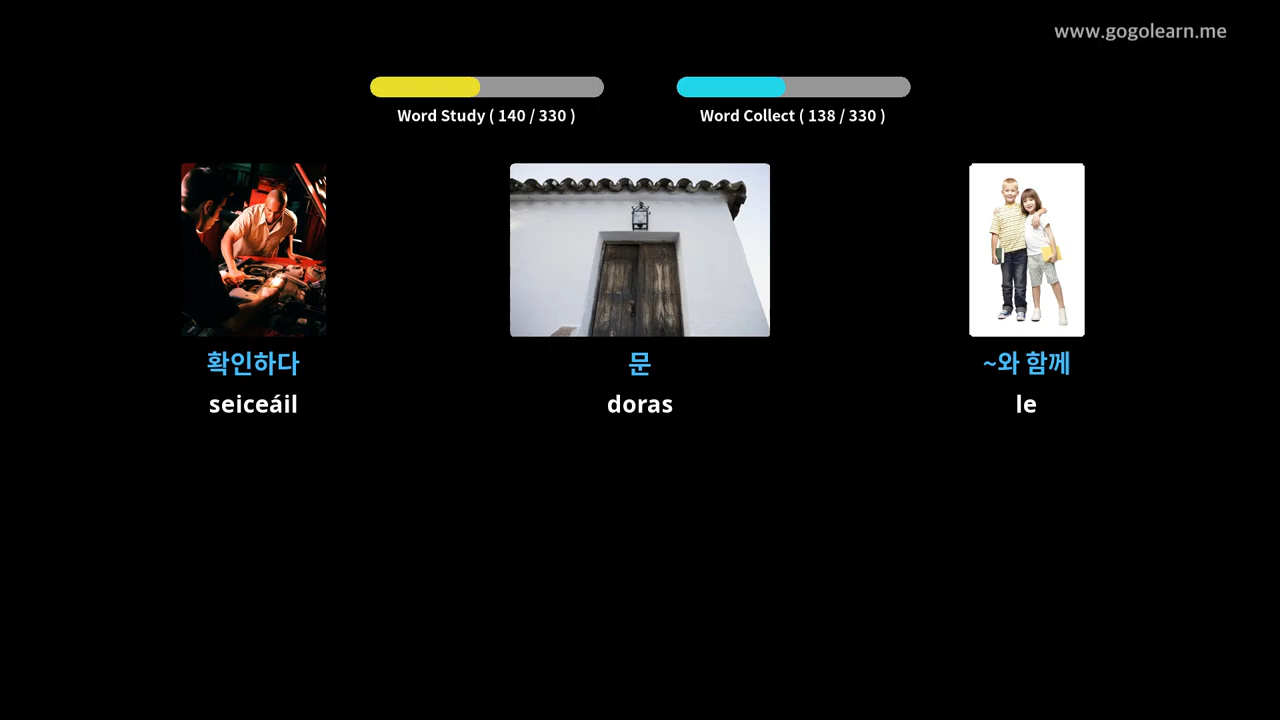 www.gogolearn.me
Word Study ( 140 / 330 )
Word Collect ( 138 / 330 )
확인하다
seiceáil
문
doras
~와 함께
le